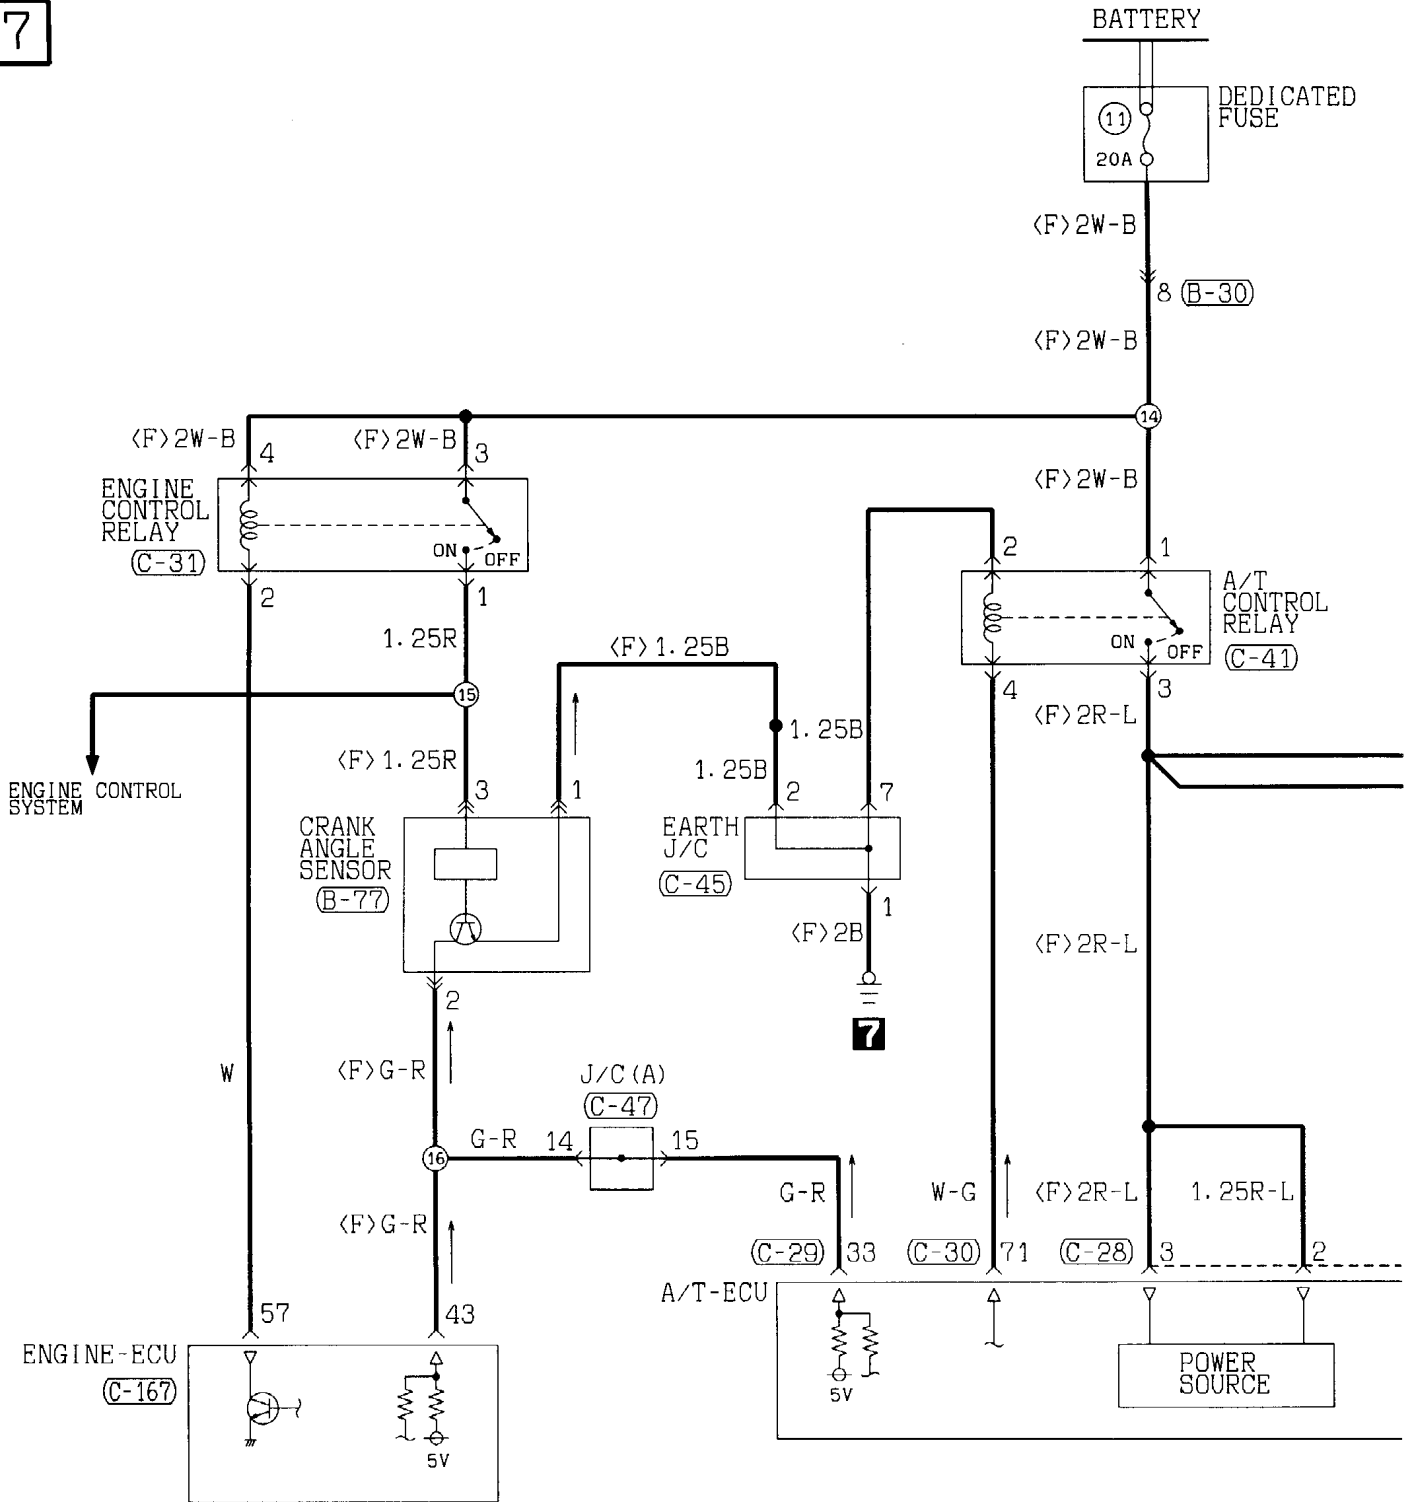 7
BATTERY
DEDICATED
FUSE
11
20A
<F>2W-B
8 (B-30)
<F>2W-B
14
<F>2W-B
4
<F>2W-B
3
<F>2W-B
ENGINE
CONTROL
RELAY
(C-31)
ON
OFF
2
1
2
1
A/T
CONTROL
RELAY
(C-41)
ON
OFF
1.25R
<F>1.25B
4
3
<F>2R-L
15
1.25B
<F>1.25R
1.25B
ENGINE CONTROL
SYSTEM
3
1
2
7
CRANK
ANGLE
SENSOR
(B-77)
EARTH
J/C
(C-45)
1
<F>2B
<F>2R-L
2
7
W
<F>G-R
J/C(A)
(C-47)
16
G-R
14
15
<F>G-R
G-R
W-G
<F>2R-L
1.25R-L
(C-29)
33
(C-30)
71
(C-28)
3
2
A/T-ECU
57
43
ENGINE-ECU
(C-167)
5V
POWER
SOURCE
5V